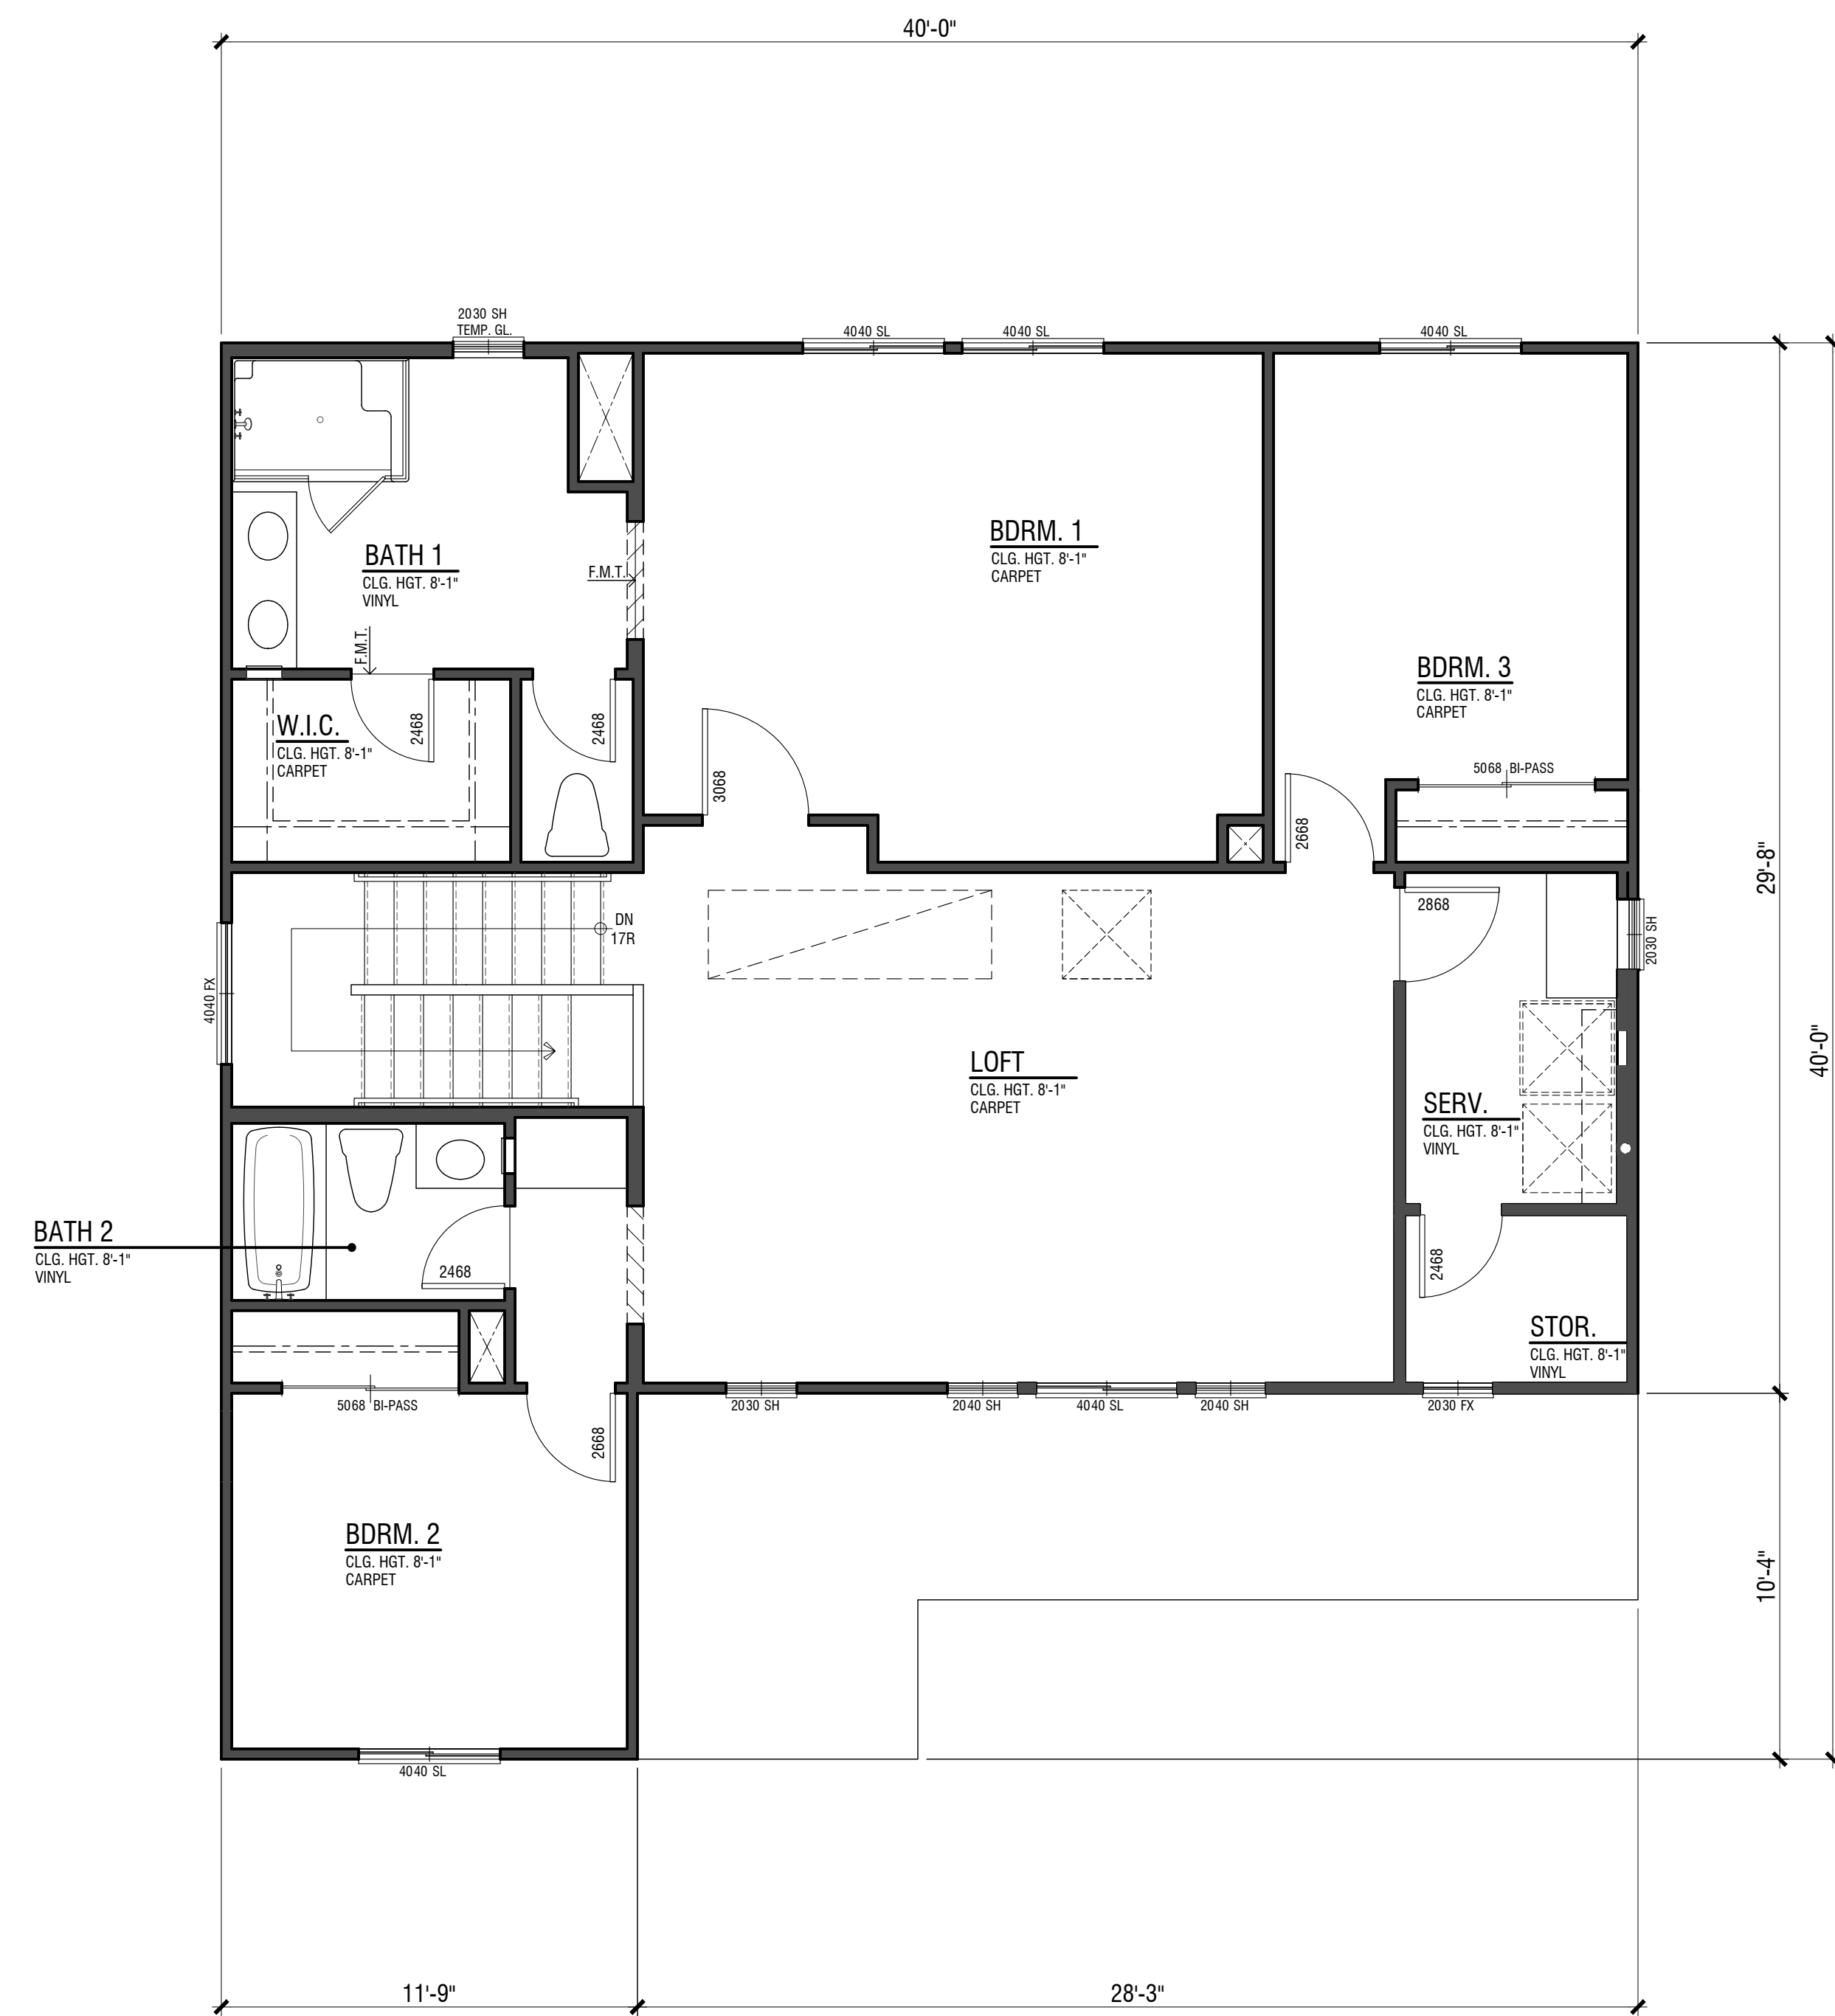 40'-0"
2030 SH
TEMP. GL.
4040 SL
4040 SL
4040 SL
BATH 1
CLG. HGT. 8'-1"
VINYL
F.M.T.
F.M.T.
BDRM. 1
CLG. HGT. 8'-1"
CARPET
BDRM. 3
CLG. HGT. 8'-1"
CARPET
W.I.C.
CLG. HGT. 8'-1"
CARPET
2468
2468
3068
5068 BI-PASS
2668
29'-8"
40'-0"
DN
17R
2868
2030 SH
4040 FX
LOFT
CLG. HGT. 8'-1"
CARPET
SERV.
CLG. HGT. 8'-1"
VINYL
BATH 2
CLG. HGT. 8'-1"
VINYL
2468
2468
STOR.
CLG. HGT. 8'-1"
VINYL
5068 BI-PASS
2030 SH
2040 SH
4040 SL
2040 SH
2030 FX
2668
BDRM. 2
CLG. HGT. 8'-1"
CARPET
10'-4"
4040 SL
11'-9"
28'-3"